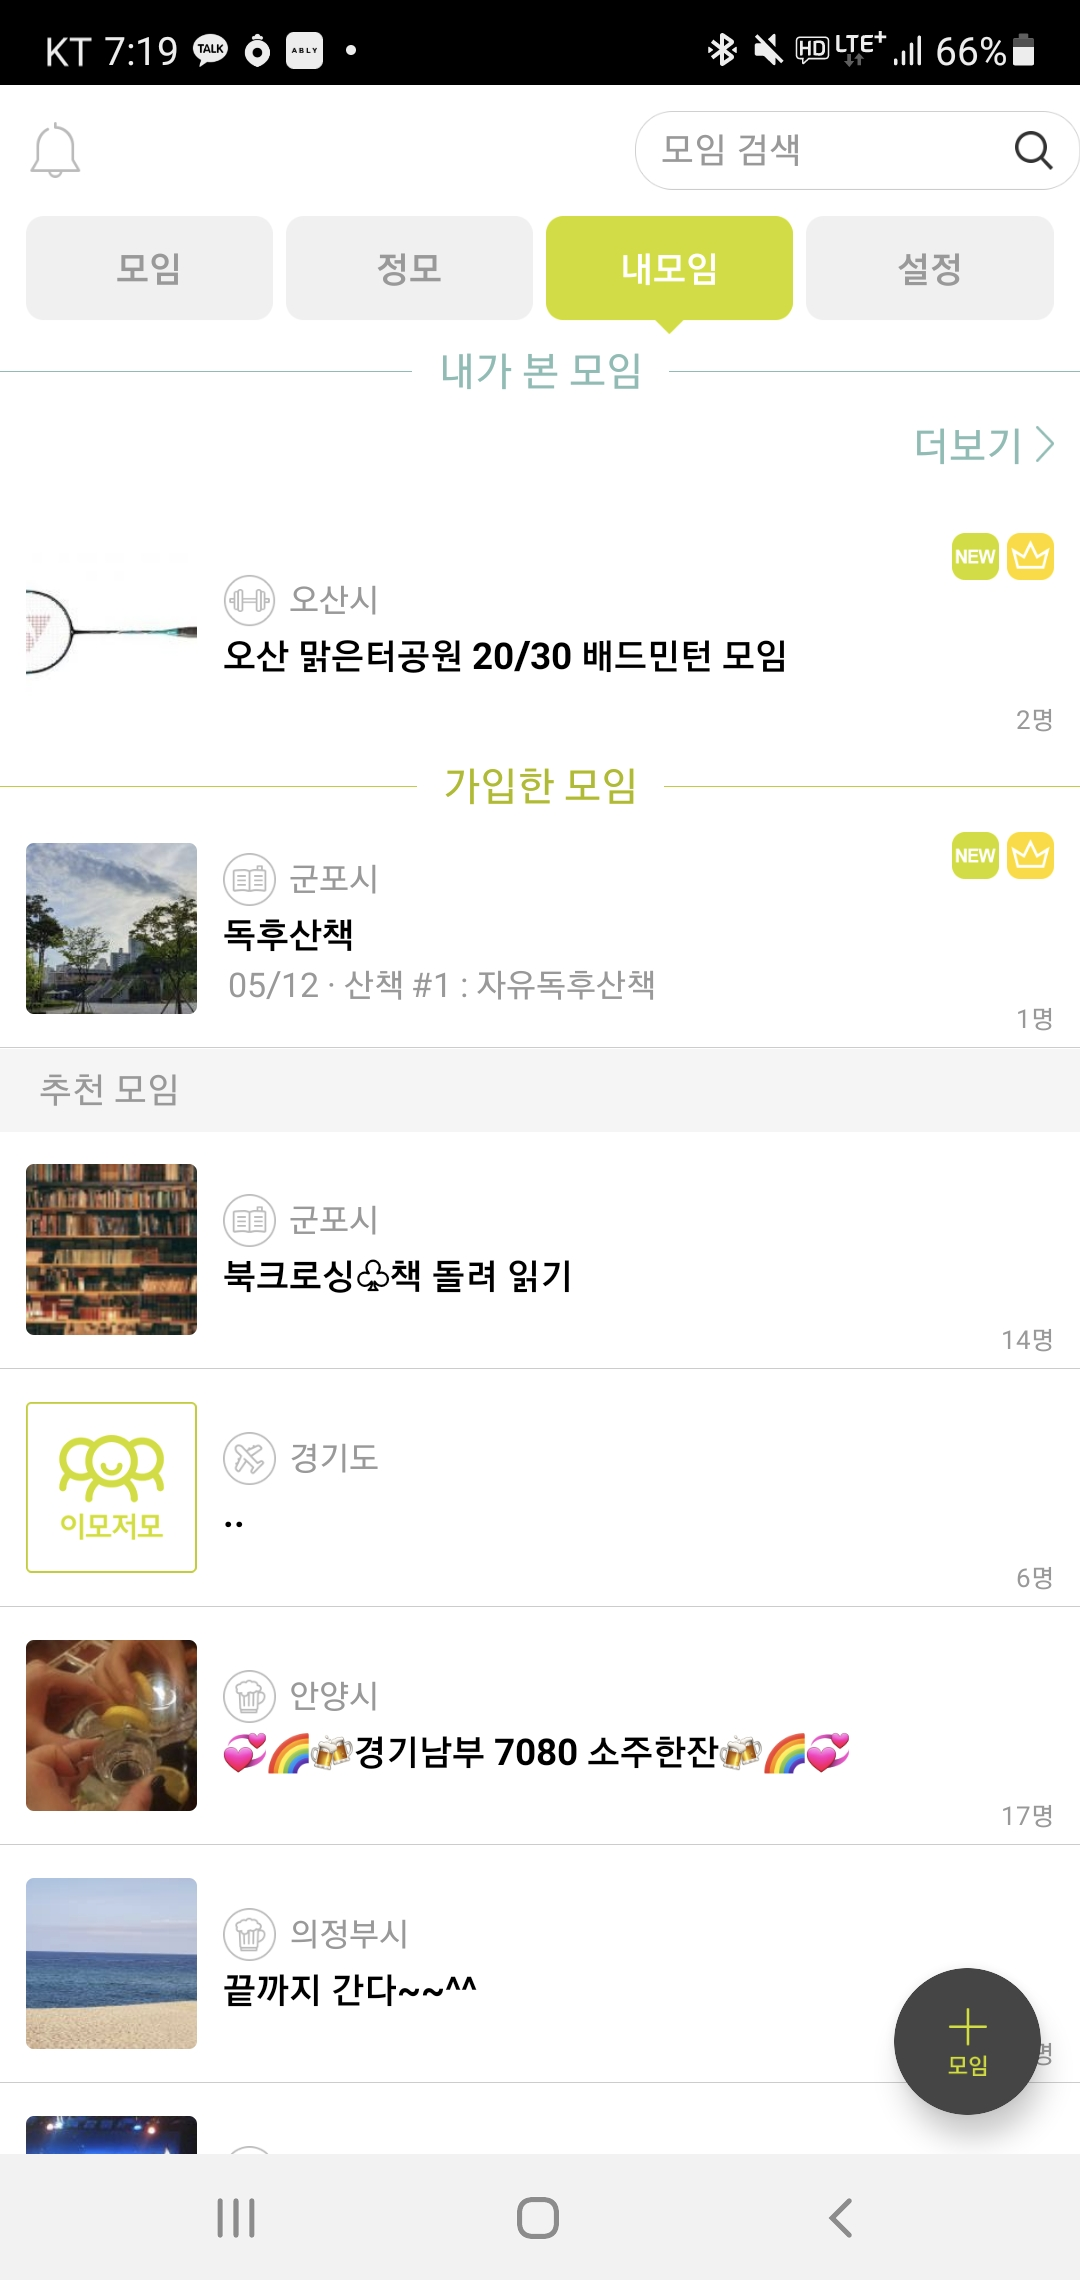 KT 7:19 TALK ABLY HD LTE+ 66%
모임 검색
모임 정모 내모임 설정
내가 본 모임
더보기
NEW
오산시
오산 맑은터공원 20/30 배드민턴 모임
2명
가입한 모임
NEW
군포시
독후산책
05/12 · 산책 #1 : 자유독후산책
1명
추천 모임
군포시
북크로싱♧책 돌려 읽기
14명
경기도
이모저모
..
6명
안양시
💞🌈🍻경기남부 7080 소주한잔🍻🌈💞
17명
의정부시
끝까지 간다~~^^
명
모임